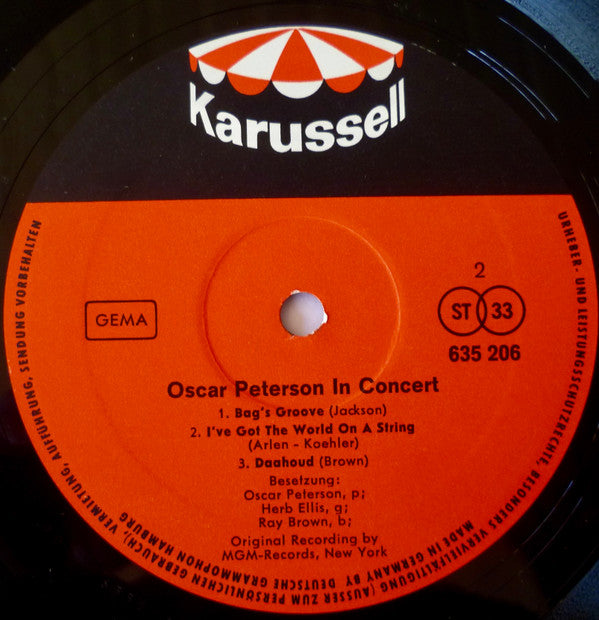 Karussell
GEMA
2
ST 33
635 206
Oscar Peterson In Concert
1. Bag's Groove (Jackson)
2. I've Got The World On A String
(Arlen - Koehler)
3. Daahoud (Brown)
Besetzung:
Oscar Peterson, p;
Herb Ellis, g;
Ray Brown, b;
Original Recording by
MGM-Records, New York
URHEBER- UND LEISTUNGSSCHUTZRECHTE, BESONDERS VERVIELFÄLTIGUNG (AUSSER ZUM PERSÖNLICHEN GEBRAUCH), VERMIETUNG, AUFFÜHRUNG, SENDUNG VORBEHALTEN
MADE IN GERMANY BY DEUTSCHE GRAMMOPHON HAMBURG